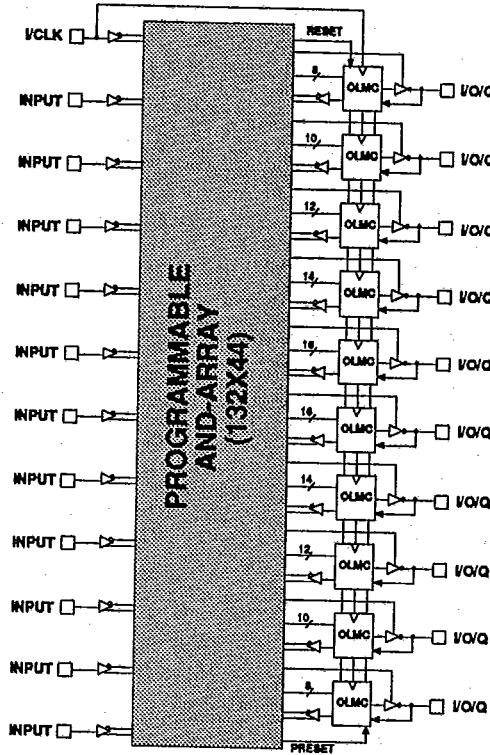 I/CLK
RESET
8
OLMC
I/O/Q
INPUT
10
OLMC
I/O/Q
INPUT
12
OLMC
I/O/Q
INPUT
14
OLMC
I/O/Q
INPUT
PROGRAMMABLE
AND-ARRAY
(132X44)
16
OLMC
I/O/Q
INPUT
16
OLMC
I/O/Q
INPUT
14
OLMC
I/O/Q
INPUT
12
OLMC
I/O/Q
INPUT
10
OLMC
I/O/Q
INPUT
8
OLMC
I/O/Q
INPUT
INPUT
PRESET